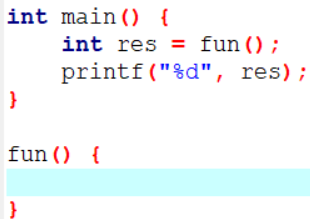 int main() {
    int res = fun();
    printf("%d", res);
}

fun() {

}